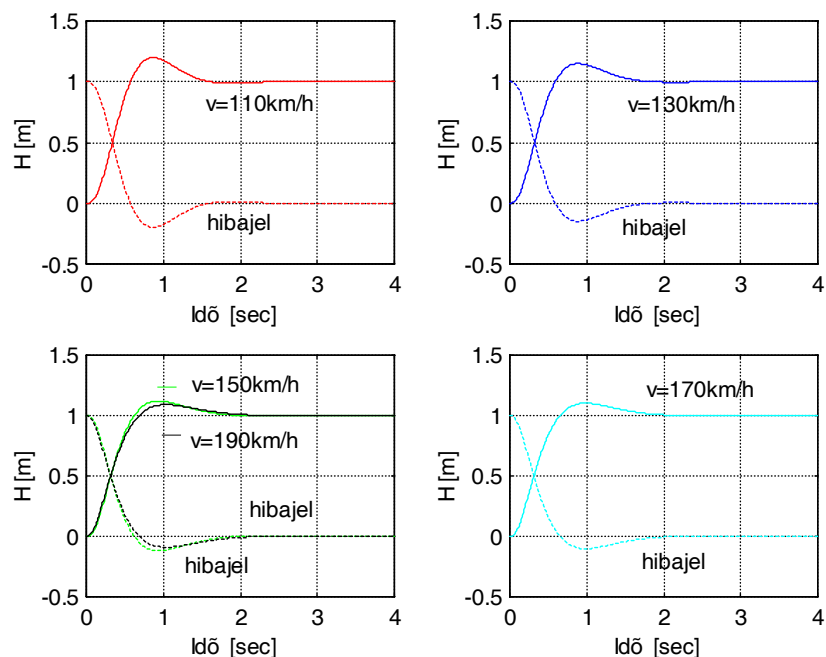 1.5
1
0.5
0
-0.5
H [m]
v=110km/h
hibajel
0 1 2 3 4
Idõ [sec]
1.5
1
0.5
0
-0.5
H [m]
v=130km/h
hibajel
0 1 2 3 4
Idõ [sec]
1.5
1
0.5
0
-0.5
H [m]
v=150km/h
v=190km/h
hibajel
hibajel
0 1 2 3 4
Idõ [sec]
1.5
1
0.5
0
-0.5
H [m]
v=170km/h
hibajel
0 1 2 3 4
Idõ [sec]